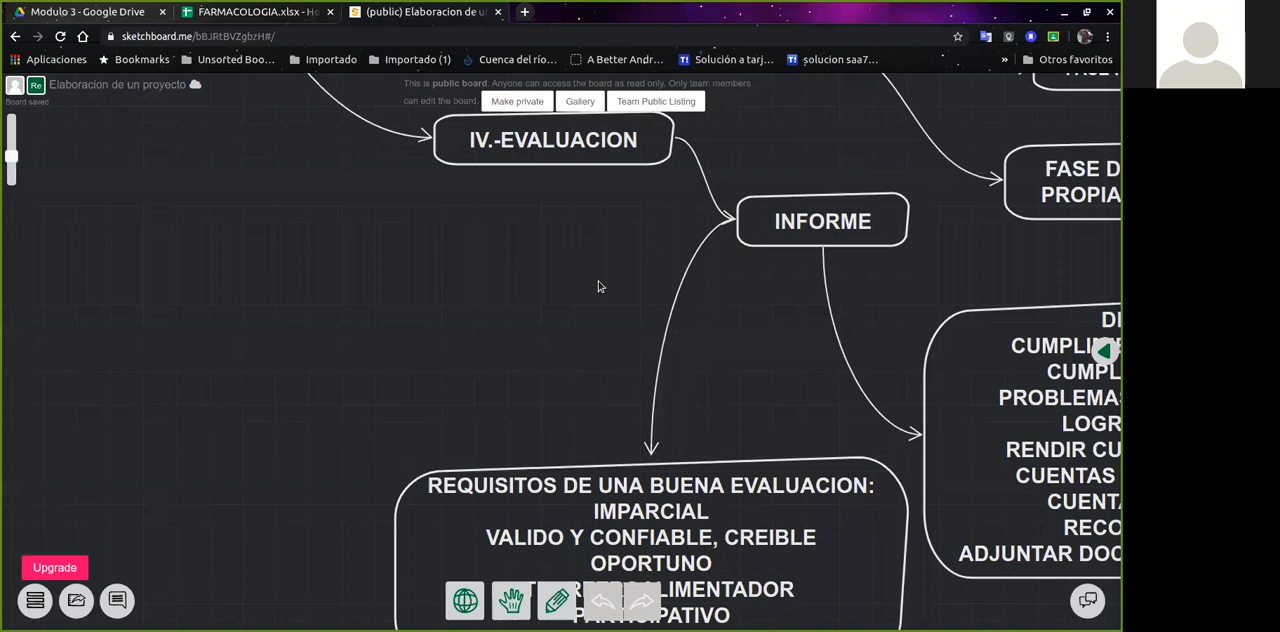 Modulo 3 - Google Drive
FARMACOLOGIA.xlsx - Ho
(public) Elaboracion de u
sketchboard.me/bBJRtBVZgbzH#/
Aplicaciones
Bookmarks
Unsorted Boo...
Importado
Importado (1)
Cuenca del río...
A Better Andr...
T!
Solución a tarj...
T!
solucion saa7...
»
Otros favoritos
Re
Elaboracion de un proyecto
Board saved
This is public board. Anyone can access the board as read only. Only team members
can edit the board.
Make private
Gallery
Team Public Listing
IV.-EVALUACION
INFORME
FASE D
PROPIA
CUMPL
PROBLEMAS
LOGR
RENDIR CU
CUENTAS
CUENTA
RECO
ADJUNTAR DOC
REQUISITOS DE UNA BUENA EVALUACION:
IMPARCIAL
VALIDO Y CONFIABLE, CREIBLE
OPORTUNO
ALIMENTADOR
PARTICIPATIVO
Upgrade